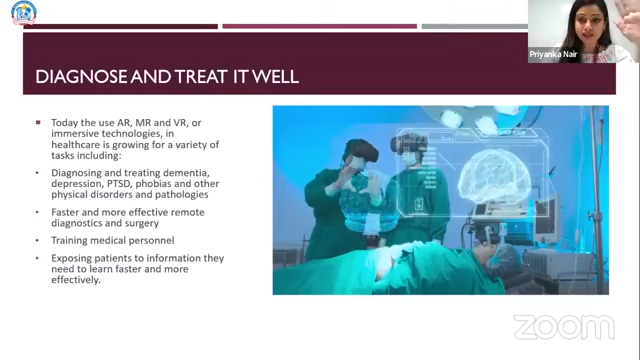 Priyanka Nair
DIAGNOSE AND TREAT IT WELL
Today the use AR, MR and VR, or
immersive technologies, in
healthcare is growing for a variety of
tasks including:
Diagnosing and treating dementia,
depression, PTSD, phobias and other
physical disorders and pathologies
Faster and more effective remote
diagnostics and surgery
Training medical personnel
Exposing patients to information they
need to learn faster and more
effectively.
zoom